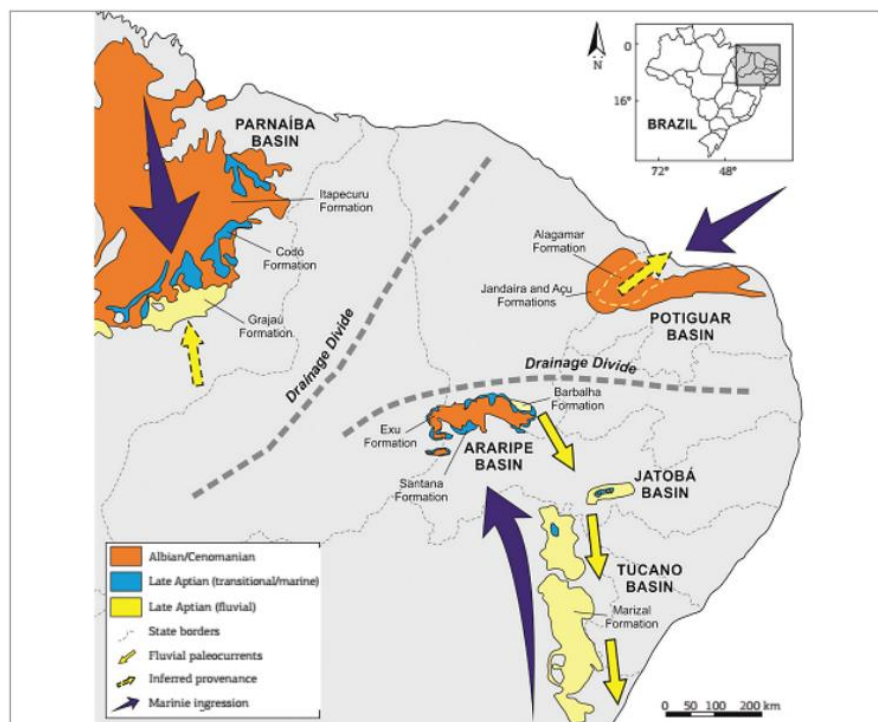 N
0
16°
BRAZIL
72°
48°
PARNAÍBA
BASIN
Itapecuru
Formation
Codó
Formation
Grajaú
Formation
Drainage Divide
Alagamar
Formation
Jandaira and Açu
Formations
POTIGUAR
BASIN
Drainage Divide
Barbalha
Formation
Exu
Formation
ARARIPE
BASIN
Santana
Formation
JATOBÁ
BASIN
TUCANO
BASIN
Marizal
Formation
Albian/Cenomanian
Late Aptian (transitional/marine)
Late Aptian (fluvial)
State borders
Fluvial paleocurrents
Inferred provenance
Marinie ingression
0 50 100 200 km